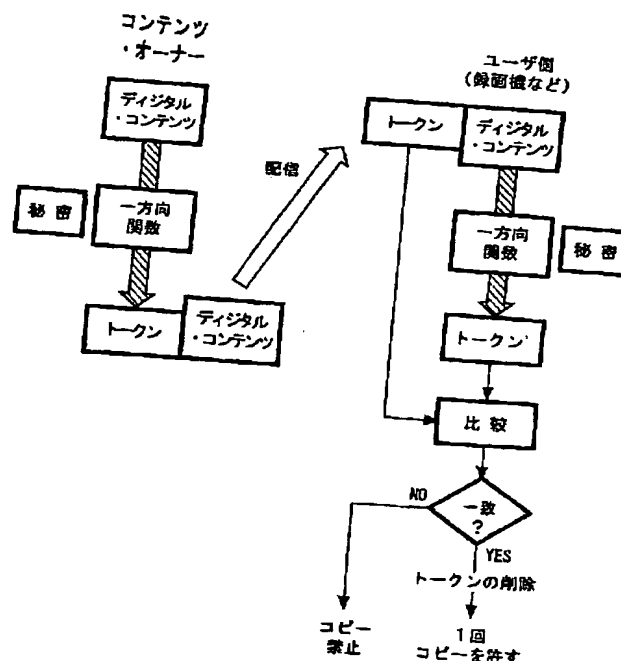 コンテンツ
・オーナー
ディジタル
・コンテンツ
秘密
一方向
関数
トークン
ディジタル
・コンテンツ
配信
ユーザ側
(録画機など)
トークン
ディジタル
・コンテンツ
一方向
関数
秘密
トークン'
比較
一致
?
NO
YES
トークンの削除
コピー
禁止
1回
コピーを許す